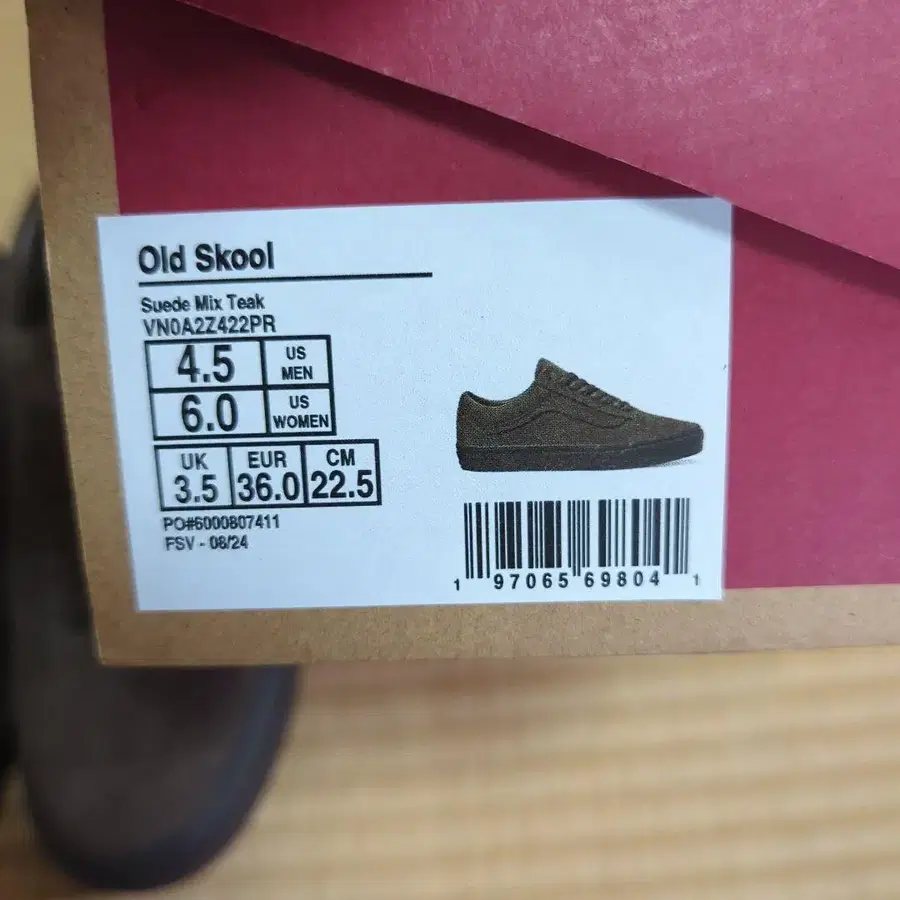 Old Skool
Suede Mix Teak
VN0A2Z422PR
4.5 US MEN
6.0 US WOMEN
UK EUR CM
3.5 36.0 22.5
PO#6000807411
FSV - 08/24
1 97065 69804 1